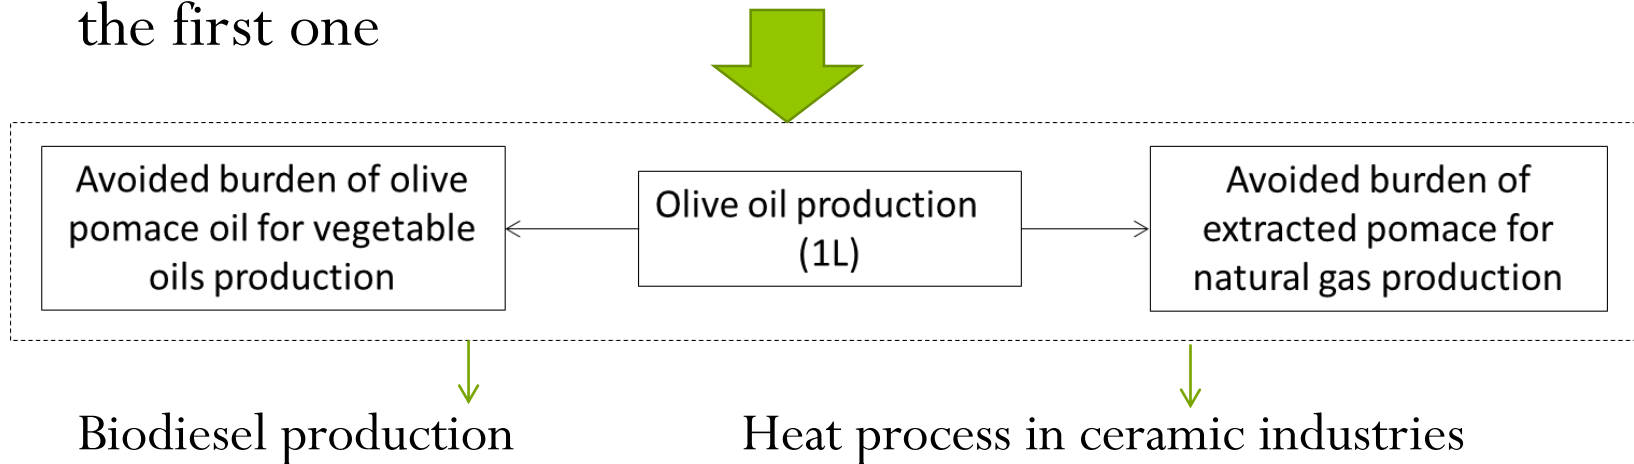 the first one
Avoided burden of olive
pomace oil for vegetable
oils production
Olive oil production
(1L)
Avoided burden of
extracted pomace for
natural gas production
Biodiesel production
Heat process in ceramic industries